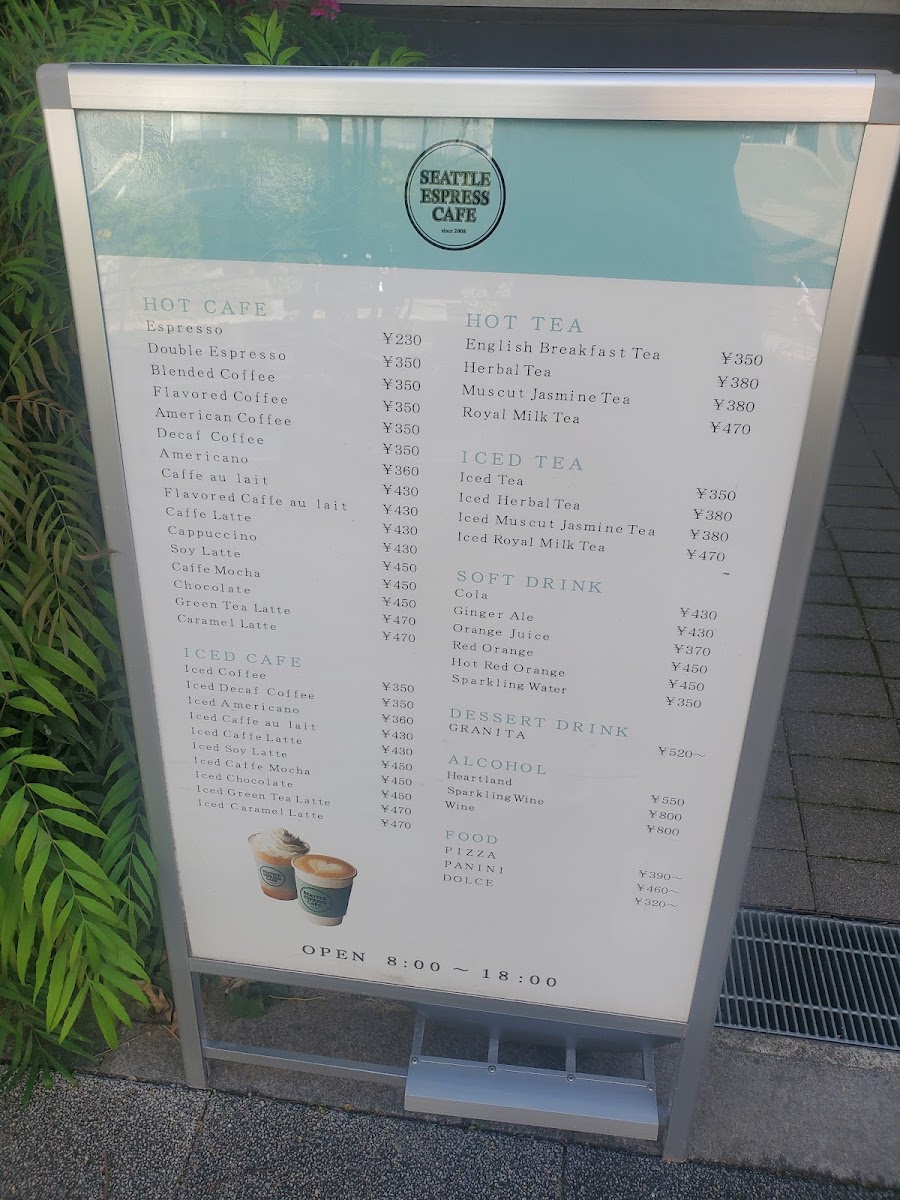 SEATTLE
ESPRESS
CAFE
since 2008
HOT CAFE
Espresso ¥230
Double Espresso ¥350
Blended Coffee ¥350
Flavored Coffee ¥350
American Coffee ¥350
Decaf Coffee ¥350
Americano ¥360
Caffe au lait ¥430
Flavored Caffe au lait ¥430
Caffe Latte ¥430
Cappuccino ¥430
Soy Latte ¥450
Caffe Mocha ¥450
Chocolate ¥450
Green Tea Latte ¥470
Caramel Latte ¥470
ICED CAFE
Iced Coffee ¥350
Iced Decaf Coffee ¥350
Iced Americano ¥360
Iced Caffe au lait ¥430
Iced Caffe Latte ¥430
Iced Soy Latte ¥450
Iced Caffe Mocha ¥450
Iced Chocolate ¥450
Iced Green Tea Latte ¥470
Iced Caramel Latte ¥470
HOT TEA
English Breakfast Tea ¥350
Herbal Tea ¥380
Muscut Jasmine Tea ¥380
Royal Milk Tea ¥470
ICED TEA
Iced Tea ¥350
Iced Herbal Tea ¥380
Iced Muscut Jasmine Tea ¥380
Iced Royal Milk Tea ¥470
SOFT DRINK
Cola ¥430
Ginger Ale ¥430
Orange Juice ¥370
Red Orange ¥450
Hot Red Orange ¥450
Sparkling Water ¥350
DESSERT DRINK
GRANITA ¥520～
ALCOHOL
Heartland ¥550
Sparkling Wine ¥800
Wine ¥800
FOOD
PIZZA ¥390～
PANINI ¥460～
DOLCE ¥320～
SEATTLE
ESPRESS
CAFE
SEATTLE
ESPRESS
CAFE
OPEN 8:00～18:00